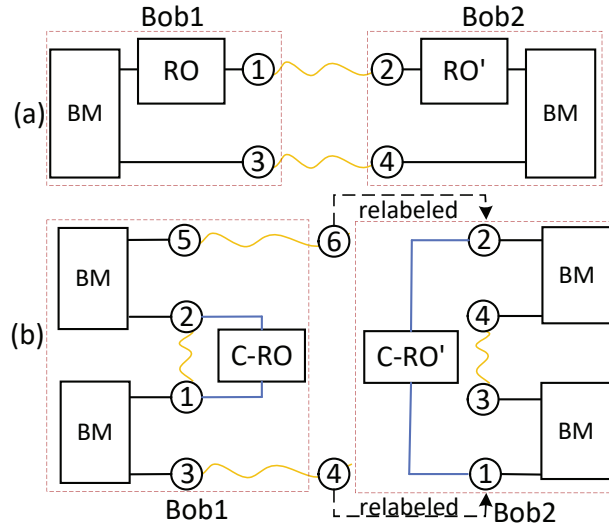 Bob1 Bob2
(a) BM RO 1 2 RO' BM
3 4
relabeled
BM 5 6 2 BM
(b) 2 C-RO C-RO' 4
BM 1 3 BM
3 4 1
Bob1 relabeled Bob2